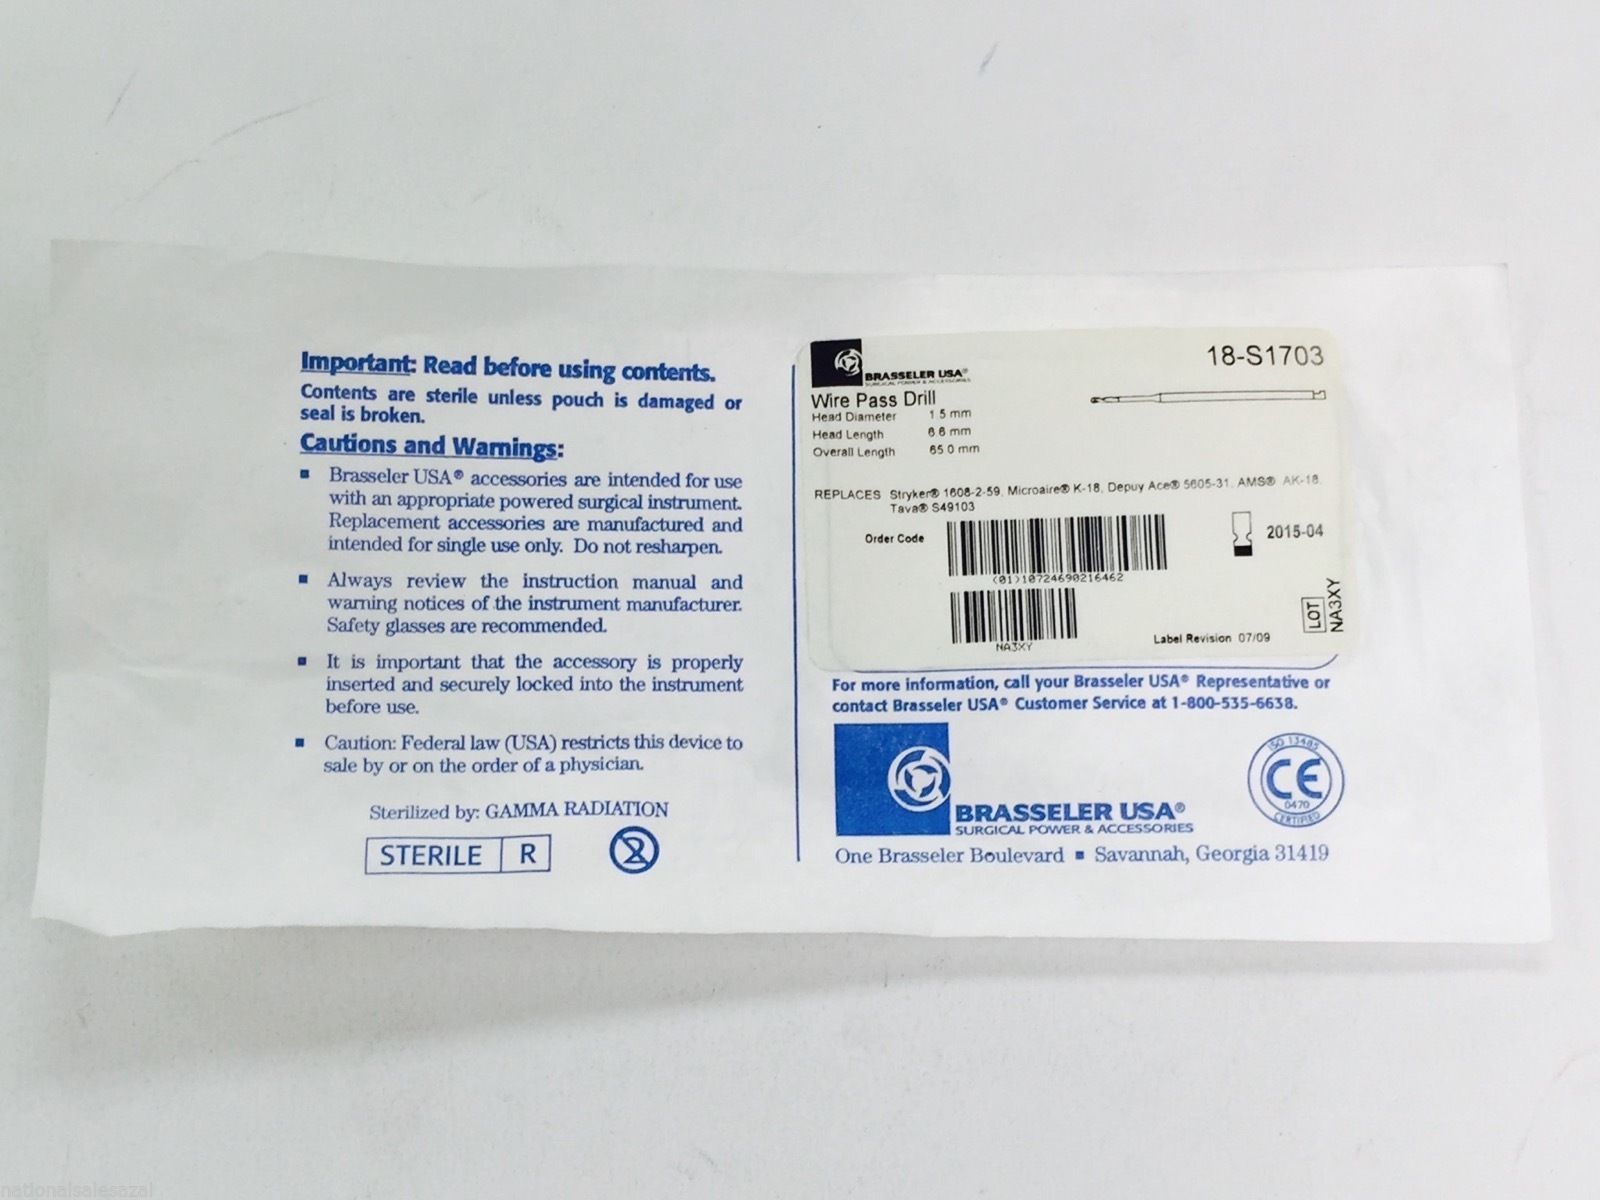 Important: Read before using contents.
Contents are sterile unless pouch is damaged or
seal is broken.
Cautions and Warnings:
▪ Brasseler USA® accessories are intended for use
with an appropriate powered surgical instrument.
Replacement accessories are manufactured and
intended for single use only. Do not resharpen.
▪ Always review the instruction manual and
warning notices of the instrument manufacturer.
Safety glasses are recommended.
▪ It is important that the accessory is properly
inserted and securely locked into the instrument
before use.
▪ Caution: Federal law (USA) restricts this device to
sale by or on the order of a physician.
Sterilized by: GAMMA RADIATION
STERILE R
2
BRASSELER USA®
SURGICAL POWER & ACCESSORIES
18-S1703
Wire Pass Drill
Head Diameter 1.5 mm
Head Length 6.6 mm
Overall Length 65.0 mm
REPLACES Stryker® 1608-2-59, Microaire® K-18, Depuy Ace® 5605-31, AMS® AK-18,
Tava® S49103
Order Code
(01)10724690216462
2015-04
NA3XY
Label Revision 07/09
LOT
NA3XY
For more information, call your Brasseler USA® Representative or
contact Brasseler USA® Customer Service at 1-800-535-6638.
BRASSELER USA®
SURGICAL POWER & ACCESSORIES
ISO 13485
CE
0470
CERTIFIED
One Brasseler Boulevard ▪ Savannah, Georgia 31419
nationalsalesazal